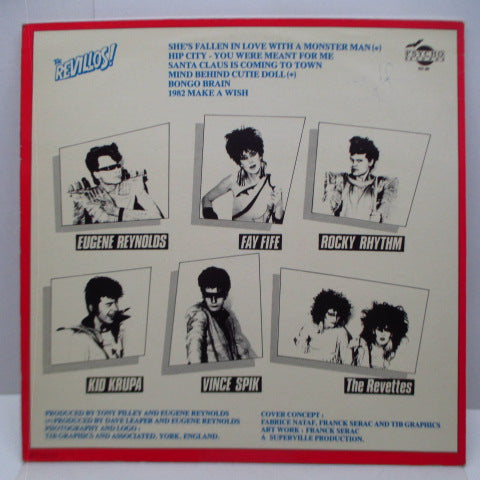 THE REVILLOS!
SHE'S FALLEN IN LOVE WITH A MONSTER MAN (*)
HIP CITY - YOU WERE MEANT FOR ME
SANTA CLAUS IS COMING TO TOWN
MIND BEHIND CUTIE DOLL (*)
BONGO BRAIN
1982 MAKE A WISH
PSYCHO
EUGENE REYNOLDS
FAY FIFE
ROCKY RHYTHM
KID KRUPA
VINCE SPIK
The Revettes
PRODUCED BY TONY PILLEY AND EUGENE REYNOLDS
(*) PRODUCED BY DAVE LEAPER AND EUGENE REYNOLDS
PHOTOGRAPHY AND LOGO :
TIB GRAPHICS AND ASSOCIATED, YORK, ENGLAND.
COVER CONCEPT :
FABRICE NATAF, FRANCK SERAC AND TIB GRAPHICS
ART WORK : FRANCK SERAC
A SUPERVILLE PRODUCTION.